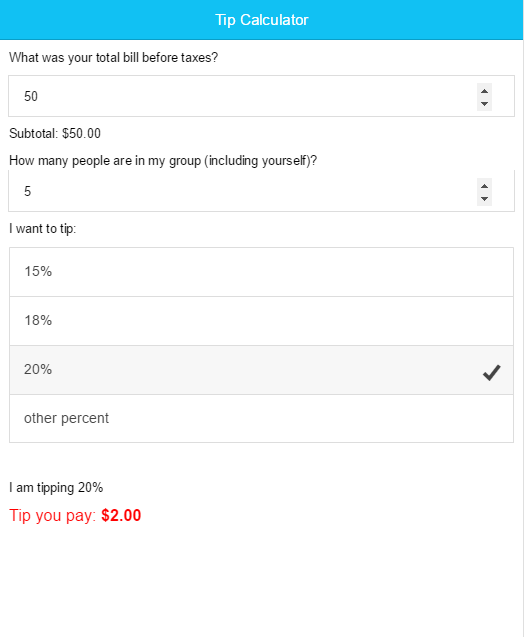 Tip Calculator
What was your total bill before taxes?
50
Subtotal: $50.00
How many people are in my group (including yourself)?
5
I want to tip:
15%
18%
20%
other percent
I am tipping 20%
Tip you pay: $2.00